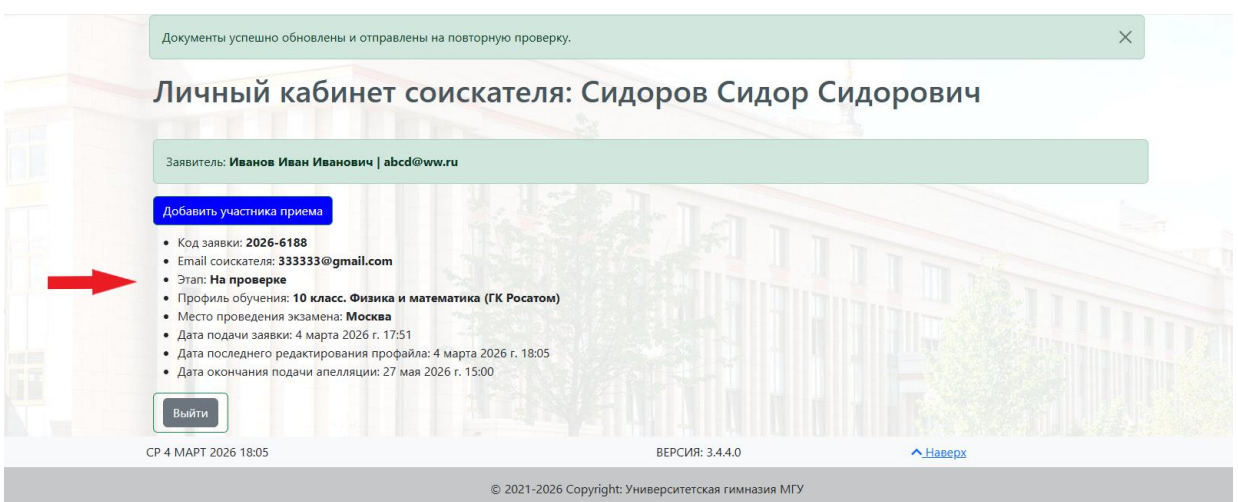 Документы успешно обновлены и отправлены на повторную проверку.
Личный кабинет соискателя: Сидоров Сидор Сидорович
Заявитель: Иванов Иван Иванович | abcd@ww.ru
Добавить участника приема
Код заявки: 2026-6188
Email соискателя: 333333@gmail.com
Этап: На проверке
Профиль обучения: 10 класс. Физика и математика (ГК Росатом)
Место проведения экзамена: Москва
Дата подачи заявки: 4 марта 2026 г. 17:51
Дата последнего редактирования профайла: 4 марта 2026 г. 18:05
Дата окончания подачи апелляции: 27 мая 2026 г. 15:00
Выйти
СР 4 МАРТ 2026 18:05 ВЕРСИЯ: 3.4.4.0 Наверх
© 2021-2026 Copyright: Университетская гимназия МГУ